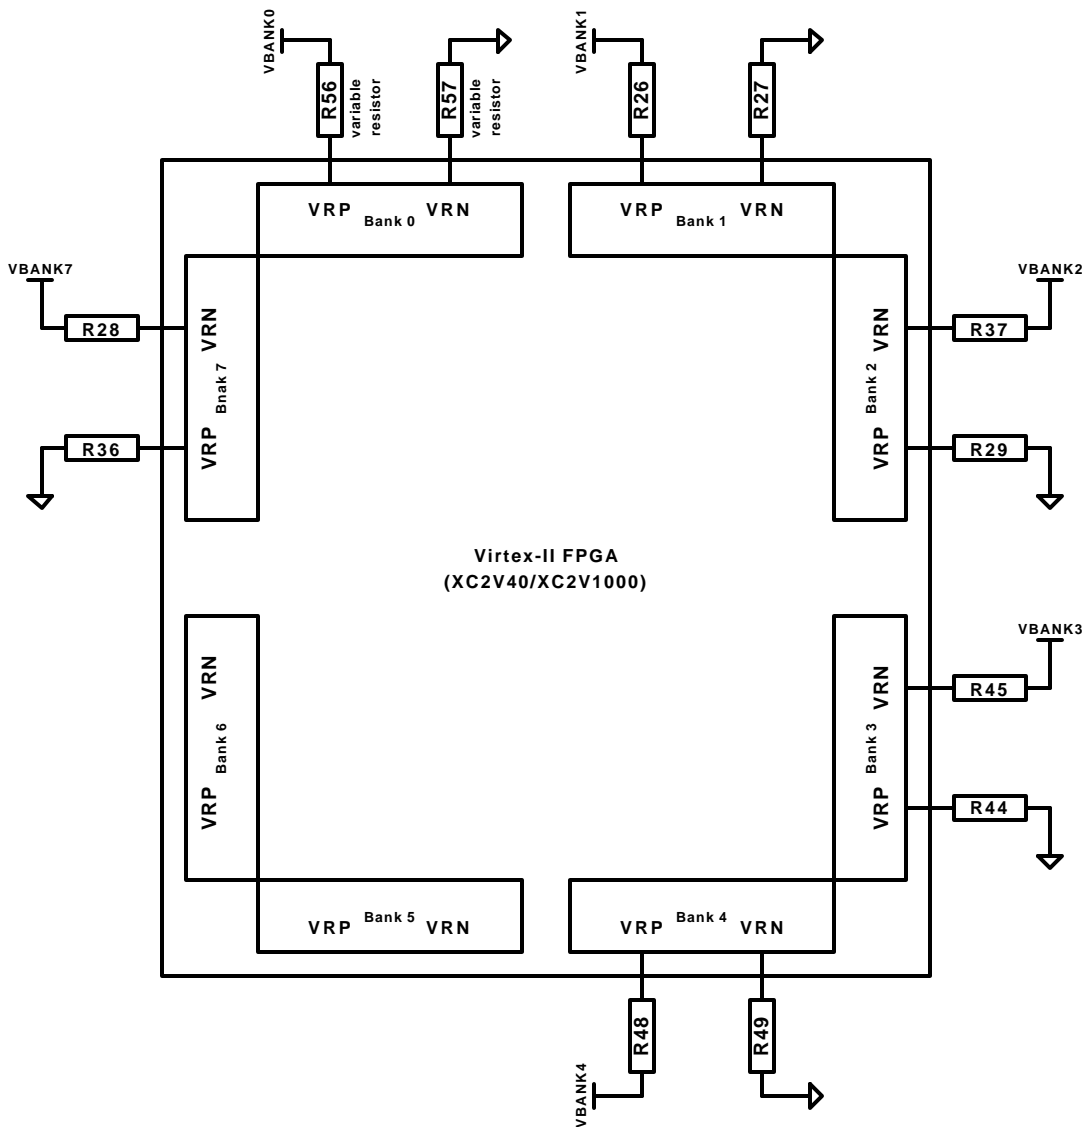 VBANK0
R56
variable
resistor
R57
variable
resistor
VBANK1
R26
R27
VRP
Bank 0
VRN
VRP
Bank 1
VRN
VBANK7
R28
VRN
Bnak 7
VRP
R36
VBANK2
R37
VRN
Bank 2
VRP
R29
Virtex-II FPGA
(XC2V40/XC2V1000)
VRN
Bank 6
VRP
VBANK3
R45
VRN
Bank 3
VRP
R44
VRP
Bank 5
VRN
VRP
Bank 4
VRN
R48
R49
VBANK4